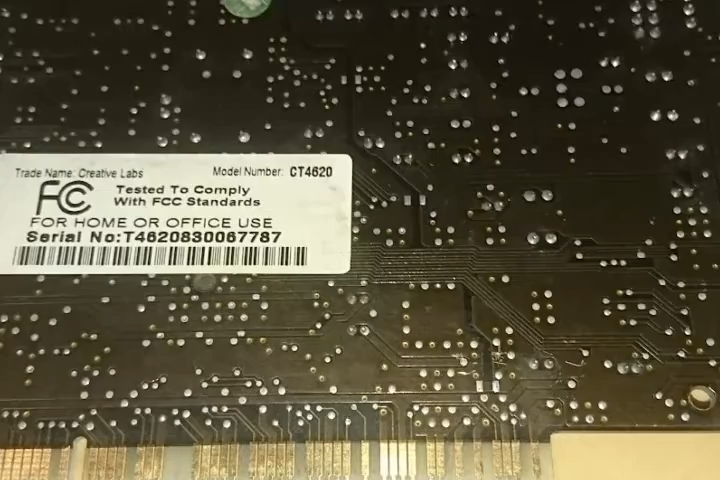 Trade Name: Creative Labs Model Number: CT4620
FC Tested To Comply
With FCC Standards
FOR HOME OR OFFICE USE
Serial No:T4620830067787